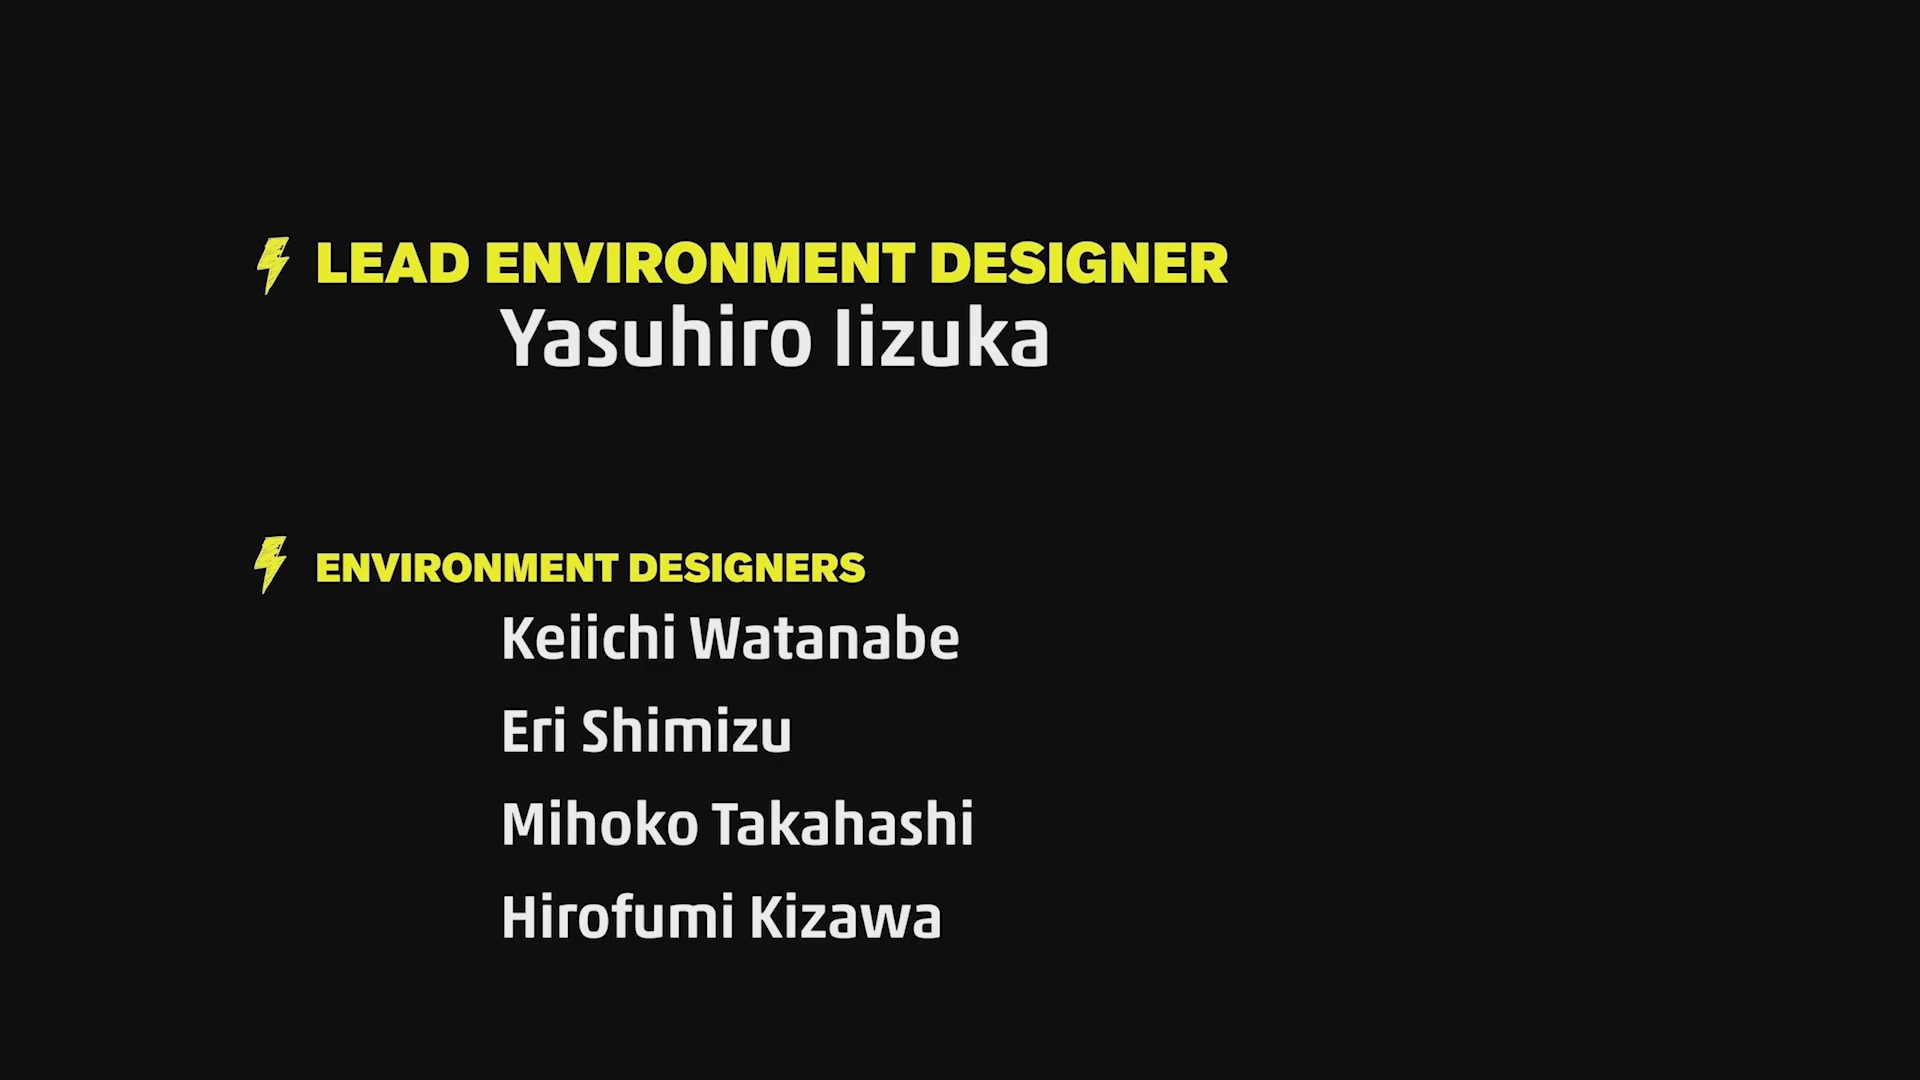 LEAD ENVIRONMENT DESIGNER
Yasuhiro Iizuka
ENVIRONMENT DESIGNERS
Keiichi Watanabe
Eri Shimizu
Mihoko Takahashi
Hirofumi Kizawa